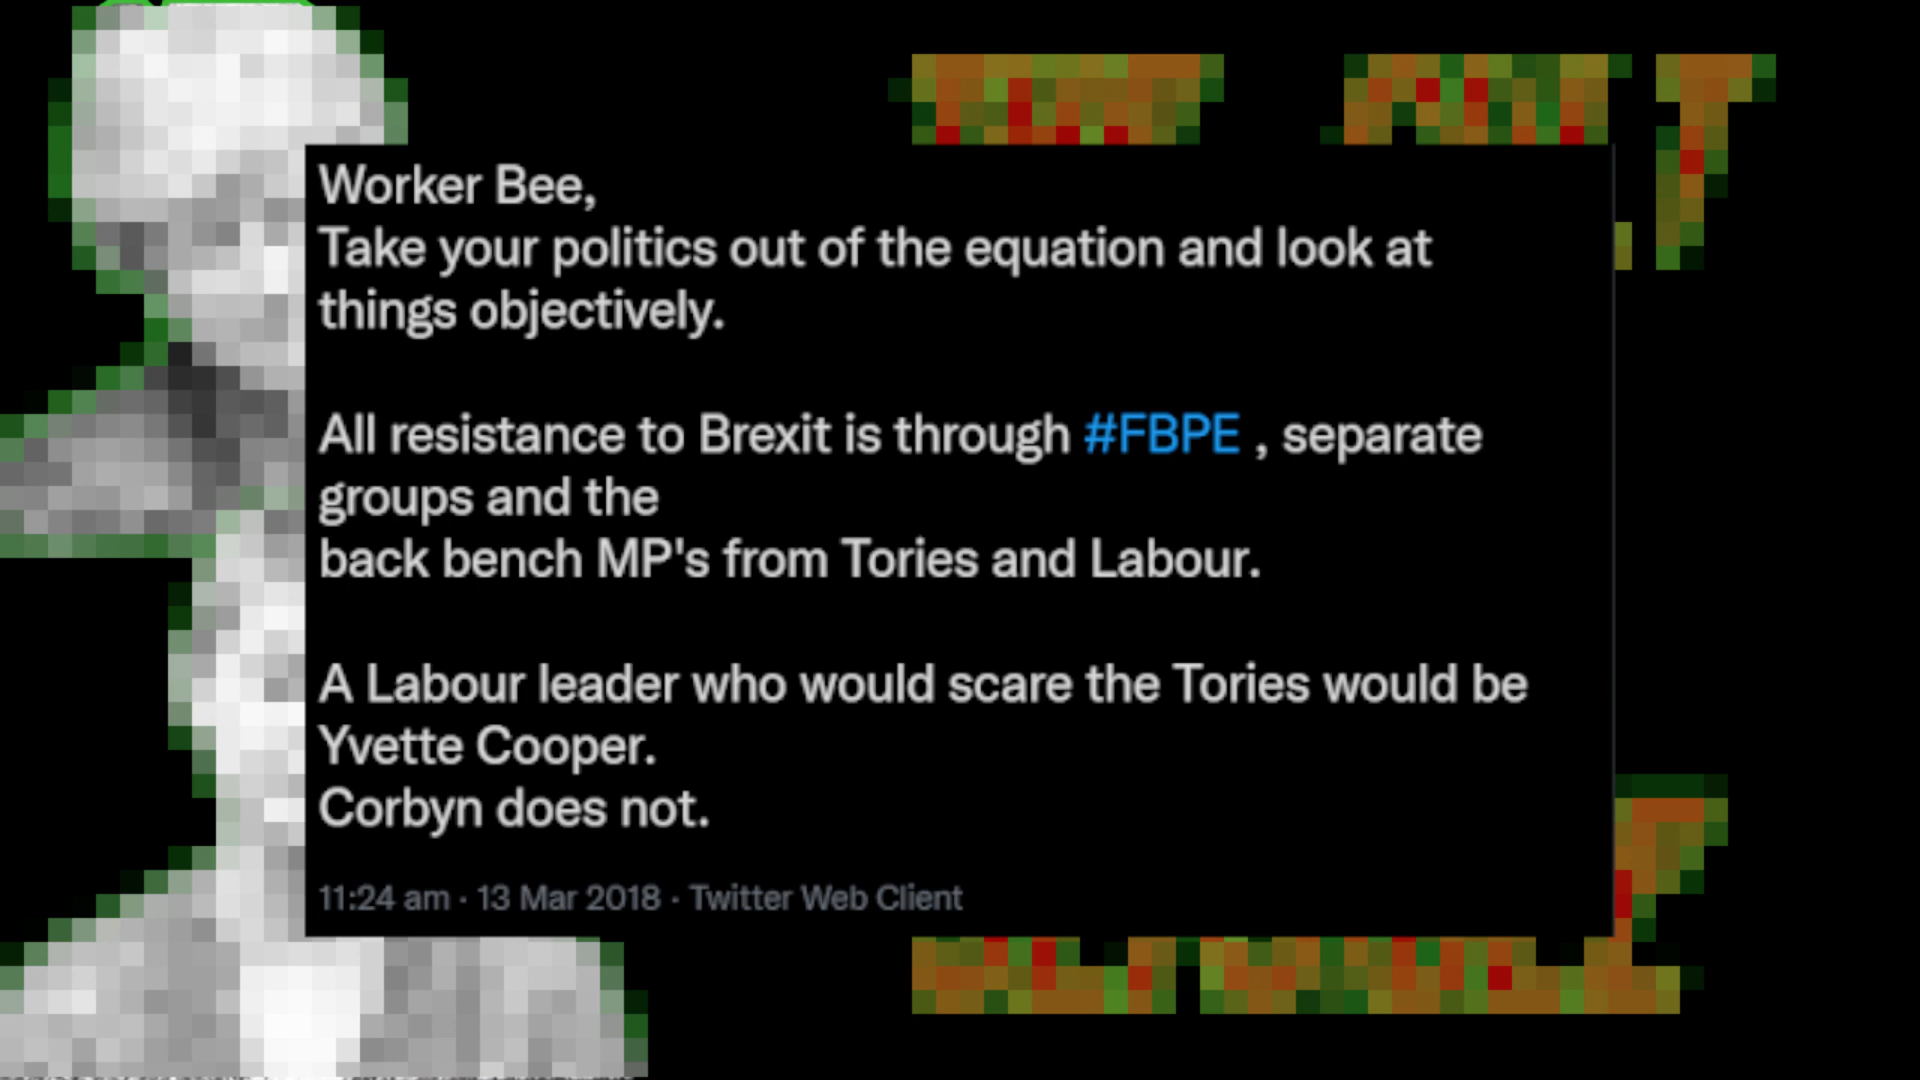 Worker Bee,
Take your politics out of the equation and look at
things objectively.
All resistance to Brexit is through #FBPE , separate
groups and the
back bench MP's from Tories and Labour.
A Labour leader who would scare the Tories would be
Yvette Cooper.
Corbyn does not.
11:24 am · 13 Mar 2018 · Twitter Web Client